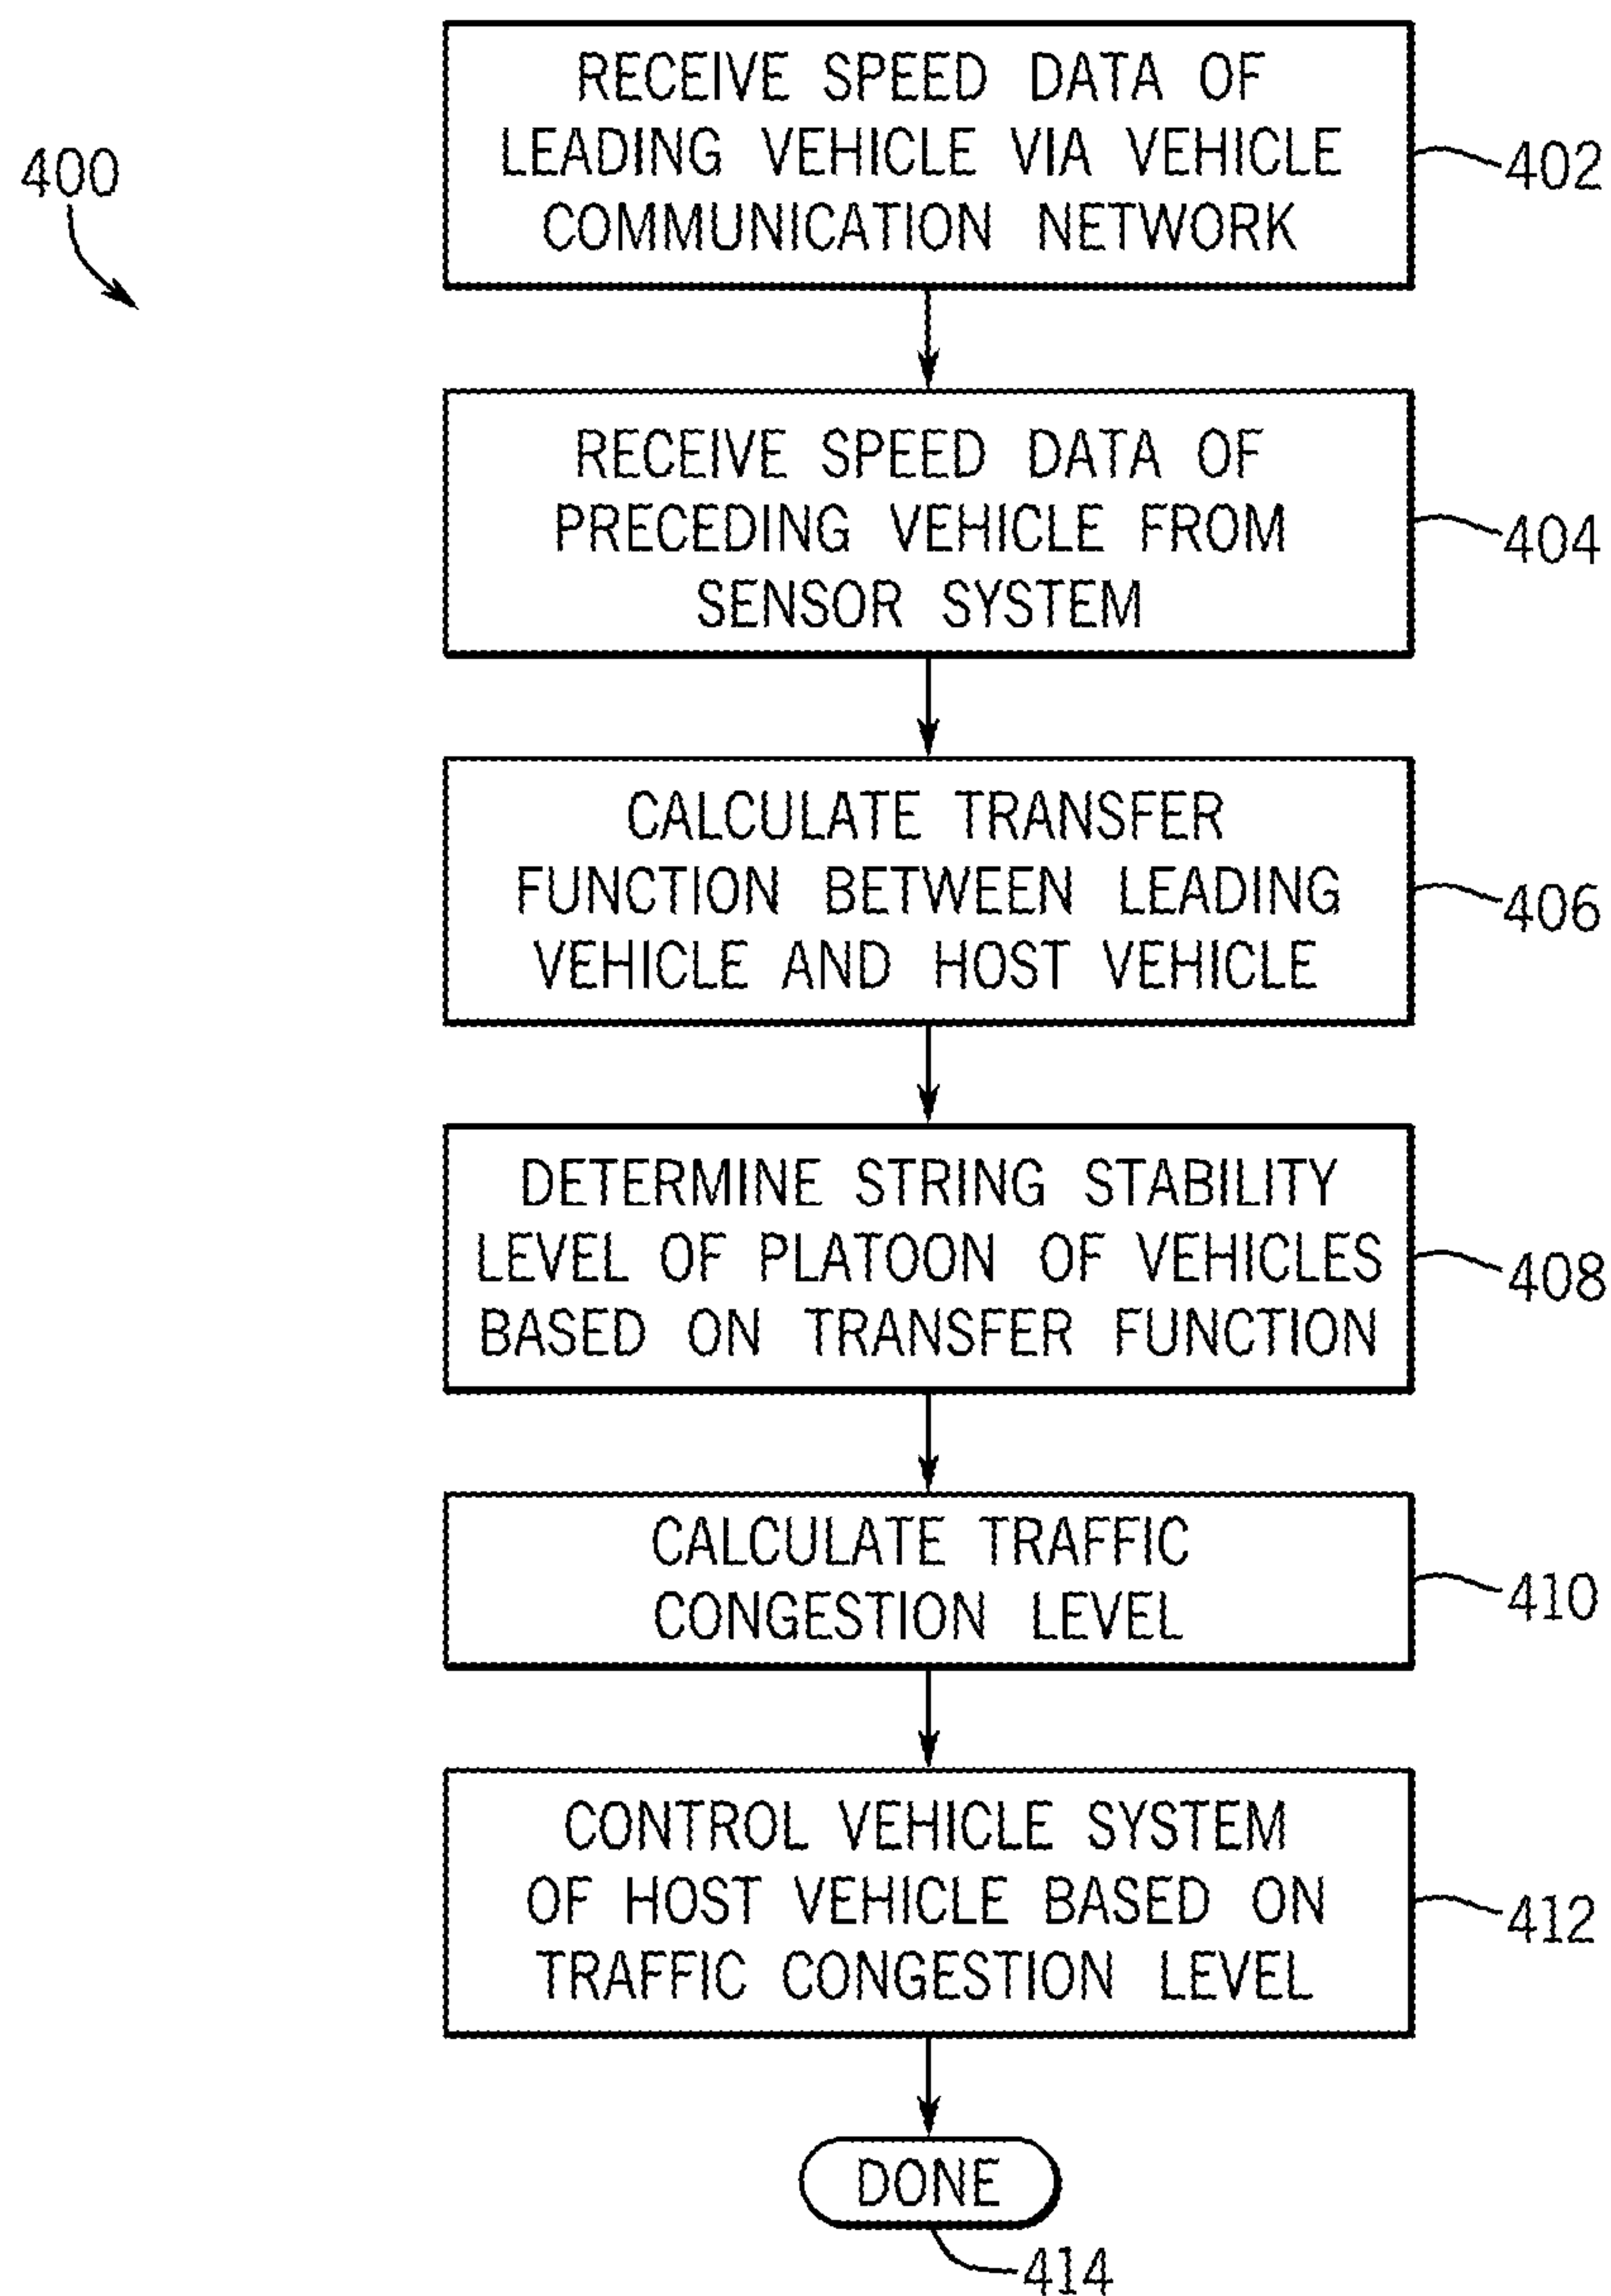 400
RECEIVE SPEED DATA OF
LEADING VEHICLE VIA VEHICLE
COMMUNICATION NETWORK
402
RECEIVE SPEED DATA OF
PRECEDING VEHICLE FROM
SENSOR SYSTEM
404
CALCULATE TRANSFER
FUNCTION BETWEEN LEADING
VEHICLE AND HOST VEHICLE
406
DETERMINE STRING STABILITY
LEVEL OF PLATOON OF VEHICLES
BASED ON TRANSFER FUNCTION
408
CALCULATE TRAFFIC
CONGESTION LEVEL
410
CONTROL VEHICLE SYSTEM
OF HOST VEHICLE BASED ON
TRAFFIC CONGESTION LEVEL
412
DONE
414